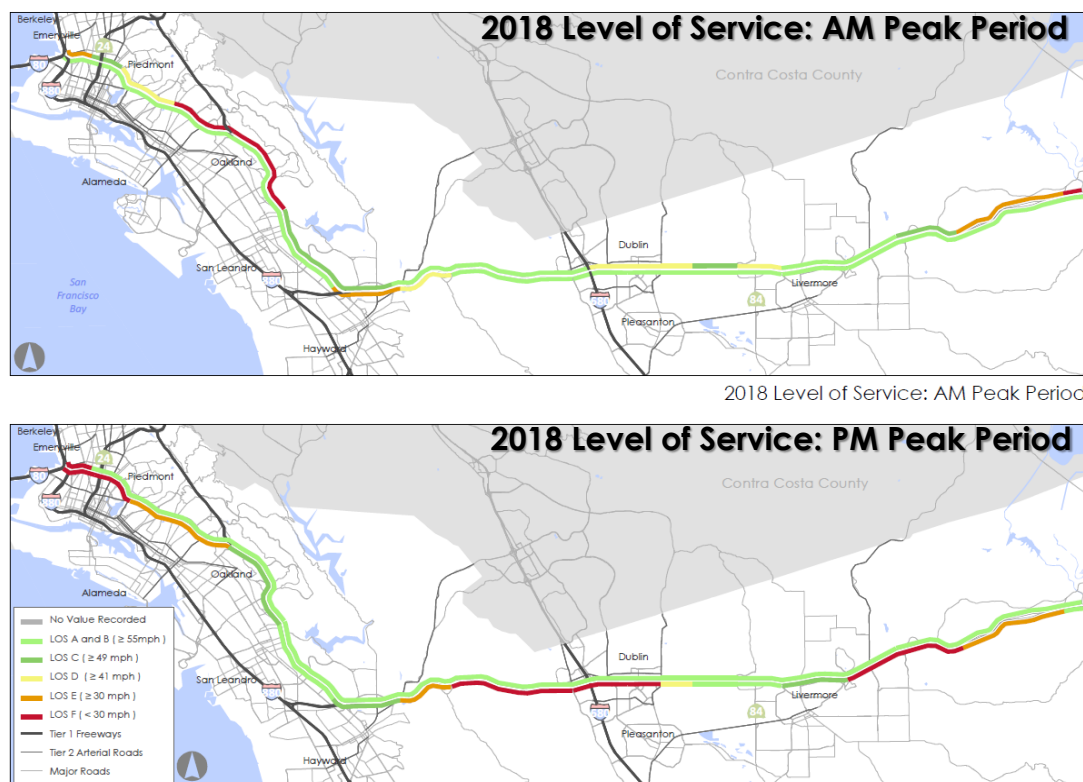 2018 Level of Service: AM Peak Period
Berkeley
Emeryville
24
80
Piedmont
580
Contra Costa County
Oakland
Alameda
San Leandro
880
San
Francisco
Bay
Dublin
680
84
Livermore
Pleasanton
Hayward
2018 Level of Service: AM Peak Period
2018 Level of Service: PM Peak Period
Berkeley
Emeryville
24
80
Piedmont
Contra Costa County
Oakland
Alameda
San Leandro
Dublin
84
Livermore
Pleasanton
No Value Recorded
LOS A and B ( ≥ 55mph )
LOS C ( ≥ 49 mph )
LOS D ( ≥ 41 mph )
LOS E ( ≥ 30 mph )
LOS F ( < 30 mph )
Tier 1 Freeways
Tier 2 Arterial Roads
Major Roads